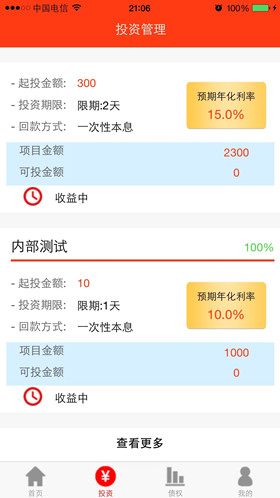 中国电信 21:06 100%
投资管理
- 起投金额: 300
预期年化利率
- 投资期限: 限期:2天
15.0%
- 回款方式: 一次性本息
项目金额 2300
可投金额 0
收益中
内部测试 100%
- 起投金额: 10
预期年化利率
- 投资期限: 限期:1天
10.0%
- 回款方式: 一次性本息
项目金额 1000
可投金额 0
收益中
查看更多
首页 投资 债权 我的